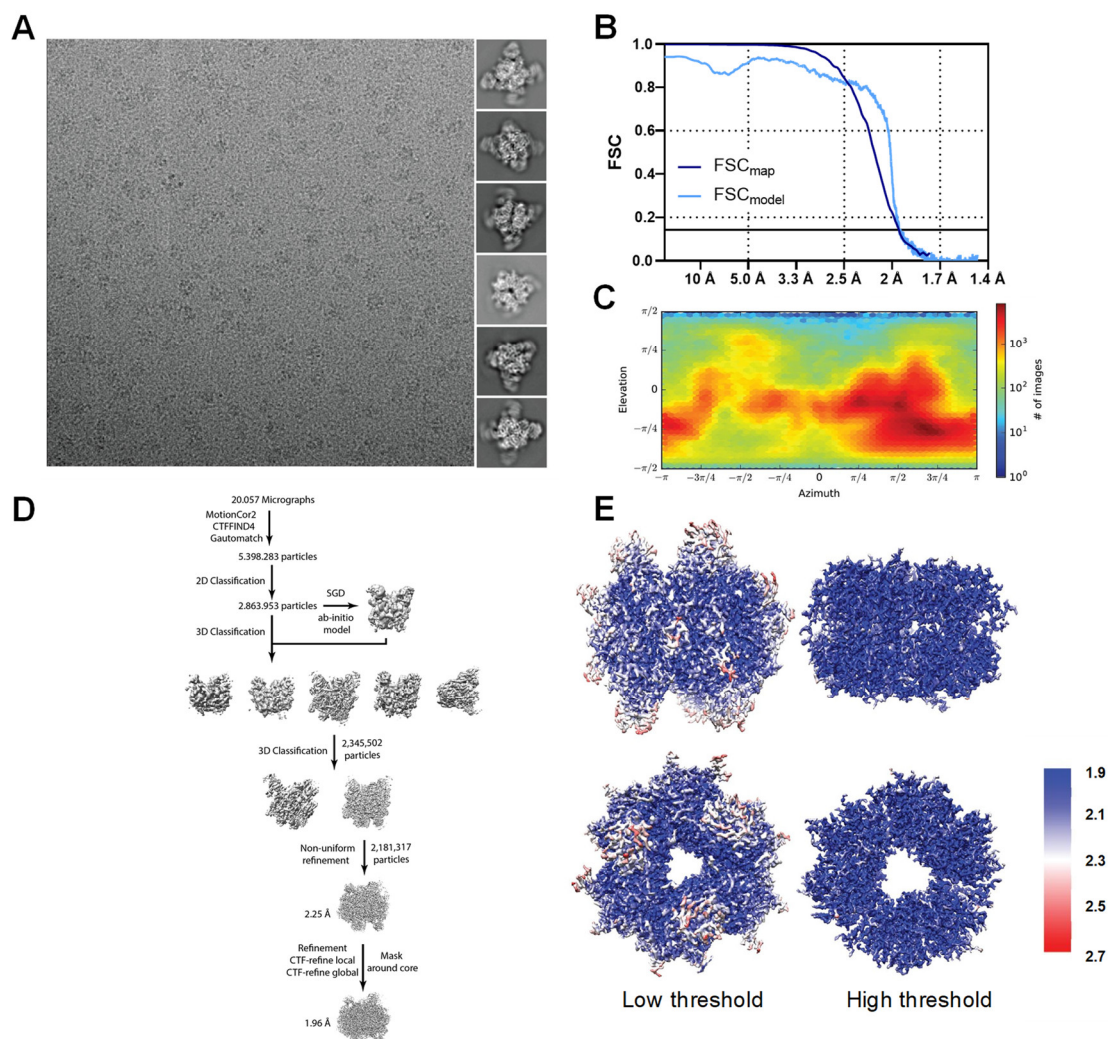 A
B
1.0
0.8
0.6
0.4
0.2
0.0
FSC
FSCmap
FSCmodel
10 Å
5.0 Å
3.3 Å
2.5 Å
2 Å
1.7 Å
1.4 Å
C
π/2
π/4
0
−π/4
−π/2
Elevation
−π
−3π/4
−π/2
−π/4
0
π/4
π/2
3π/4
π
Azimuth
10³
10²
10¹
10⁰
# of images
D
20.057 Micrographs
MotionCor2
CTFFIND4
Gautomatch
5.398.283 particles
2D Classification
2.863.953 particles
SGD
ab-initio
model
3D Classification
3D Classification
2,345,502
particles
Non-uniform
refinement
2,181,317
particles
2.25 Å
Refinement
CTF-refine local
CTF-refine global
Mask
around core
1.96 Å
E
1.9
2.1
2.3
2.5
2.7
Low threshold
High threshold